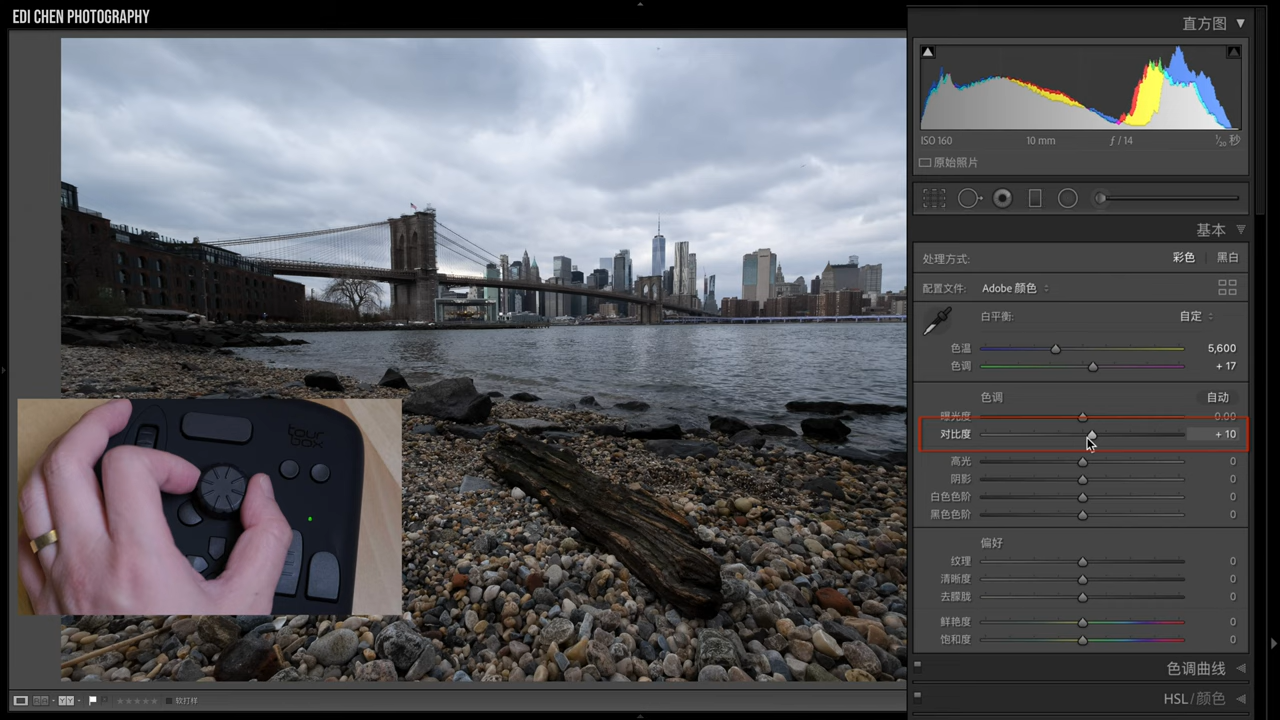 EDI CHEN PHOTOGRAPHY
直方图
ISO 160 10 mm ƒ / 14 1/20 秒
原始照片
基本
处理方式: 彩色 黑白
配置文件: Adobe 颜色
白平衡: 自定
色温 5,600
色调 + 17
色调 自动
曝光度 0.00
对比度 + 10
高光 0
阴影 0
白色色阶 0
黑色色阶 0
偏好
纹理 0
清晰度 0
去朦胧 0
鲜艳度 0
饱和度 0
色调曲线
HSL / 颜色
tour box
软打样